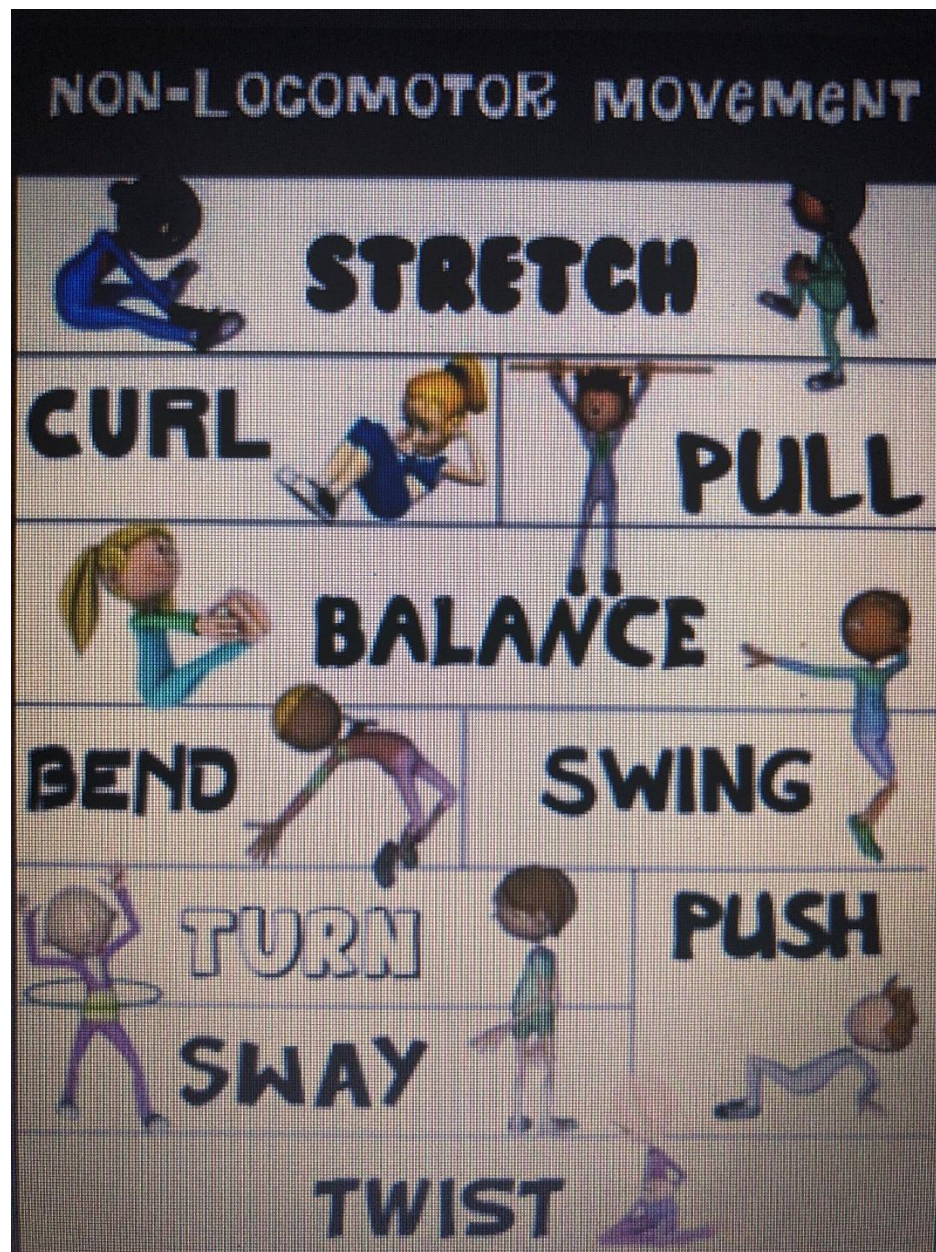 NON-LOCOMOTOR MOVEMENT
STRETCH
CURL
PULL
BALANCE
BEND
SWING
TURN
PUSH
SWAY
TWIST